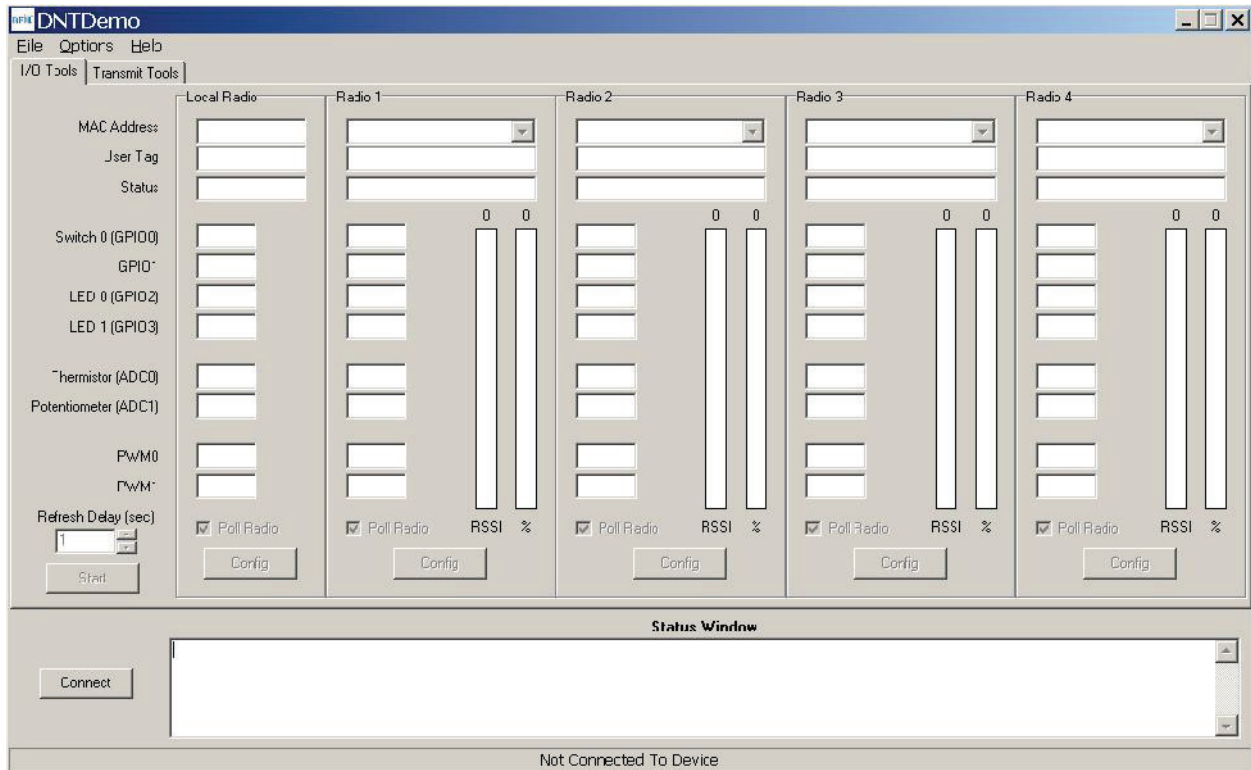 DNTDemo
File Options Help
I/O Tools Transmit Tools
Local Radio Radio 1 Radio 2 Radio 3 Radio 4
MAC Address
User Tag
Status
0 0 0 0 0 0 0 0
Switch 0 (GPIO0)
GPIO1
LED 0 (GPIO2)
LED 1 (GPIO3)
Thermistor (ADC0)
Potentiometer (ADC1)
PWM0
PWM1
Refresh Delay (sec)
1
Poll Radio Poll Radio RSSI % Poll Radio RSSI % Poll Radio RSSI % Poll Radio RSSI %
Start Config Config Config Config Config
Status Window
Connect
Not Connected To Device